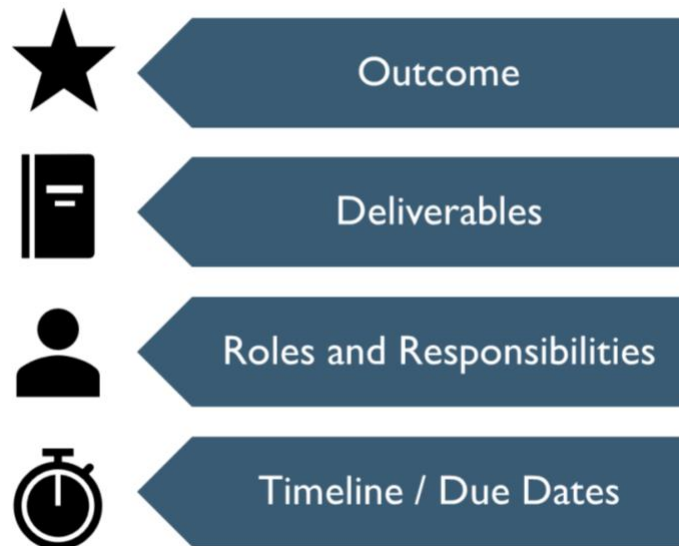 Outcome
Deliverables
Roles and Responsibilities
Timeline / Due Dates